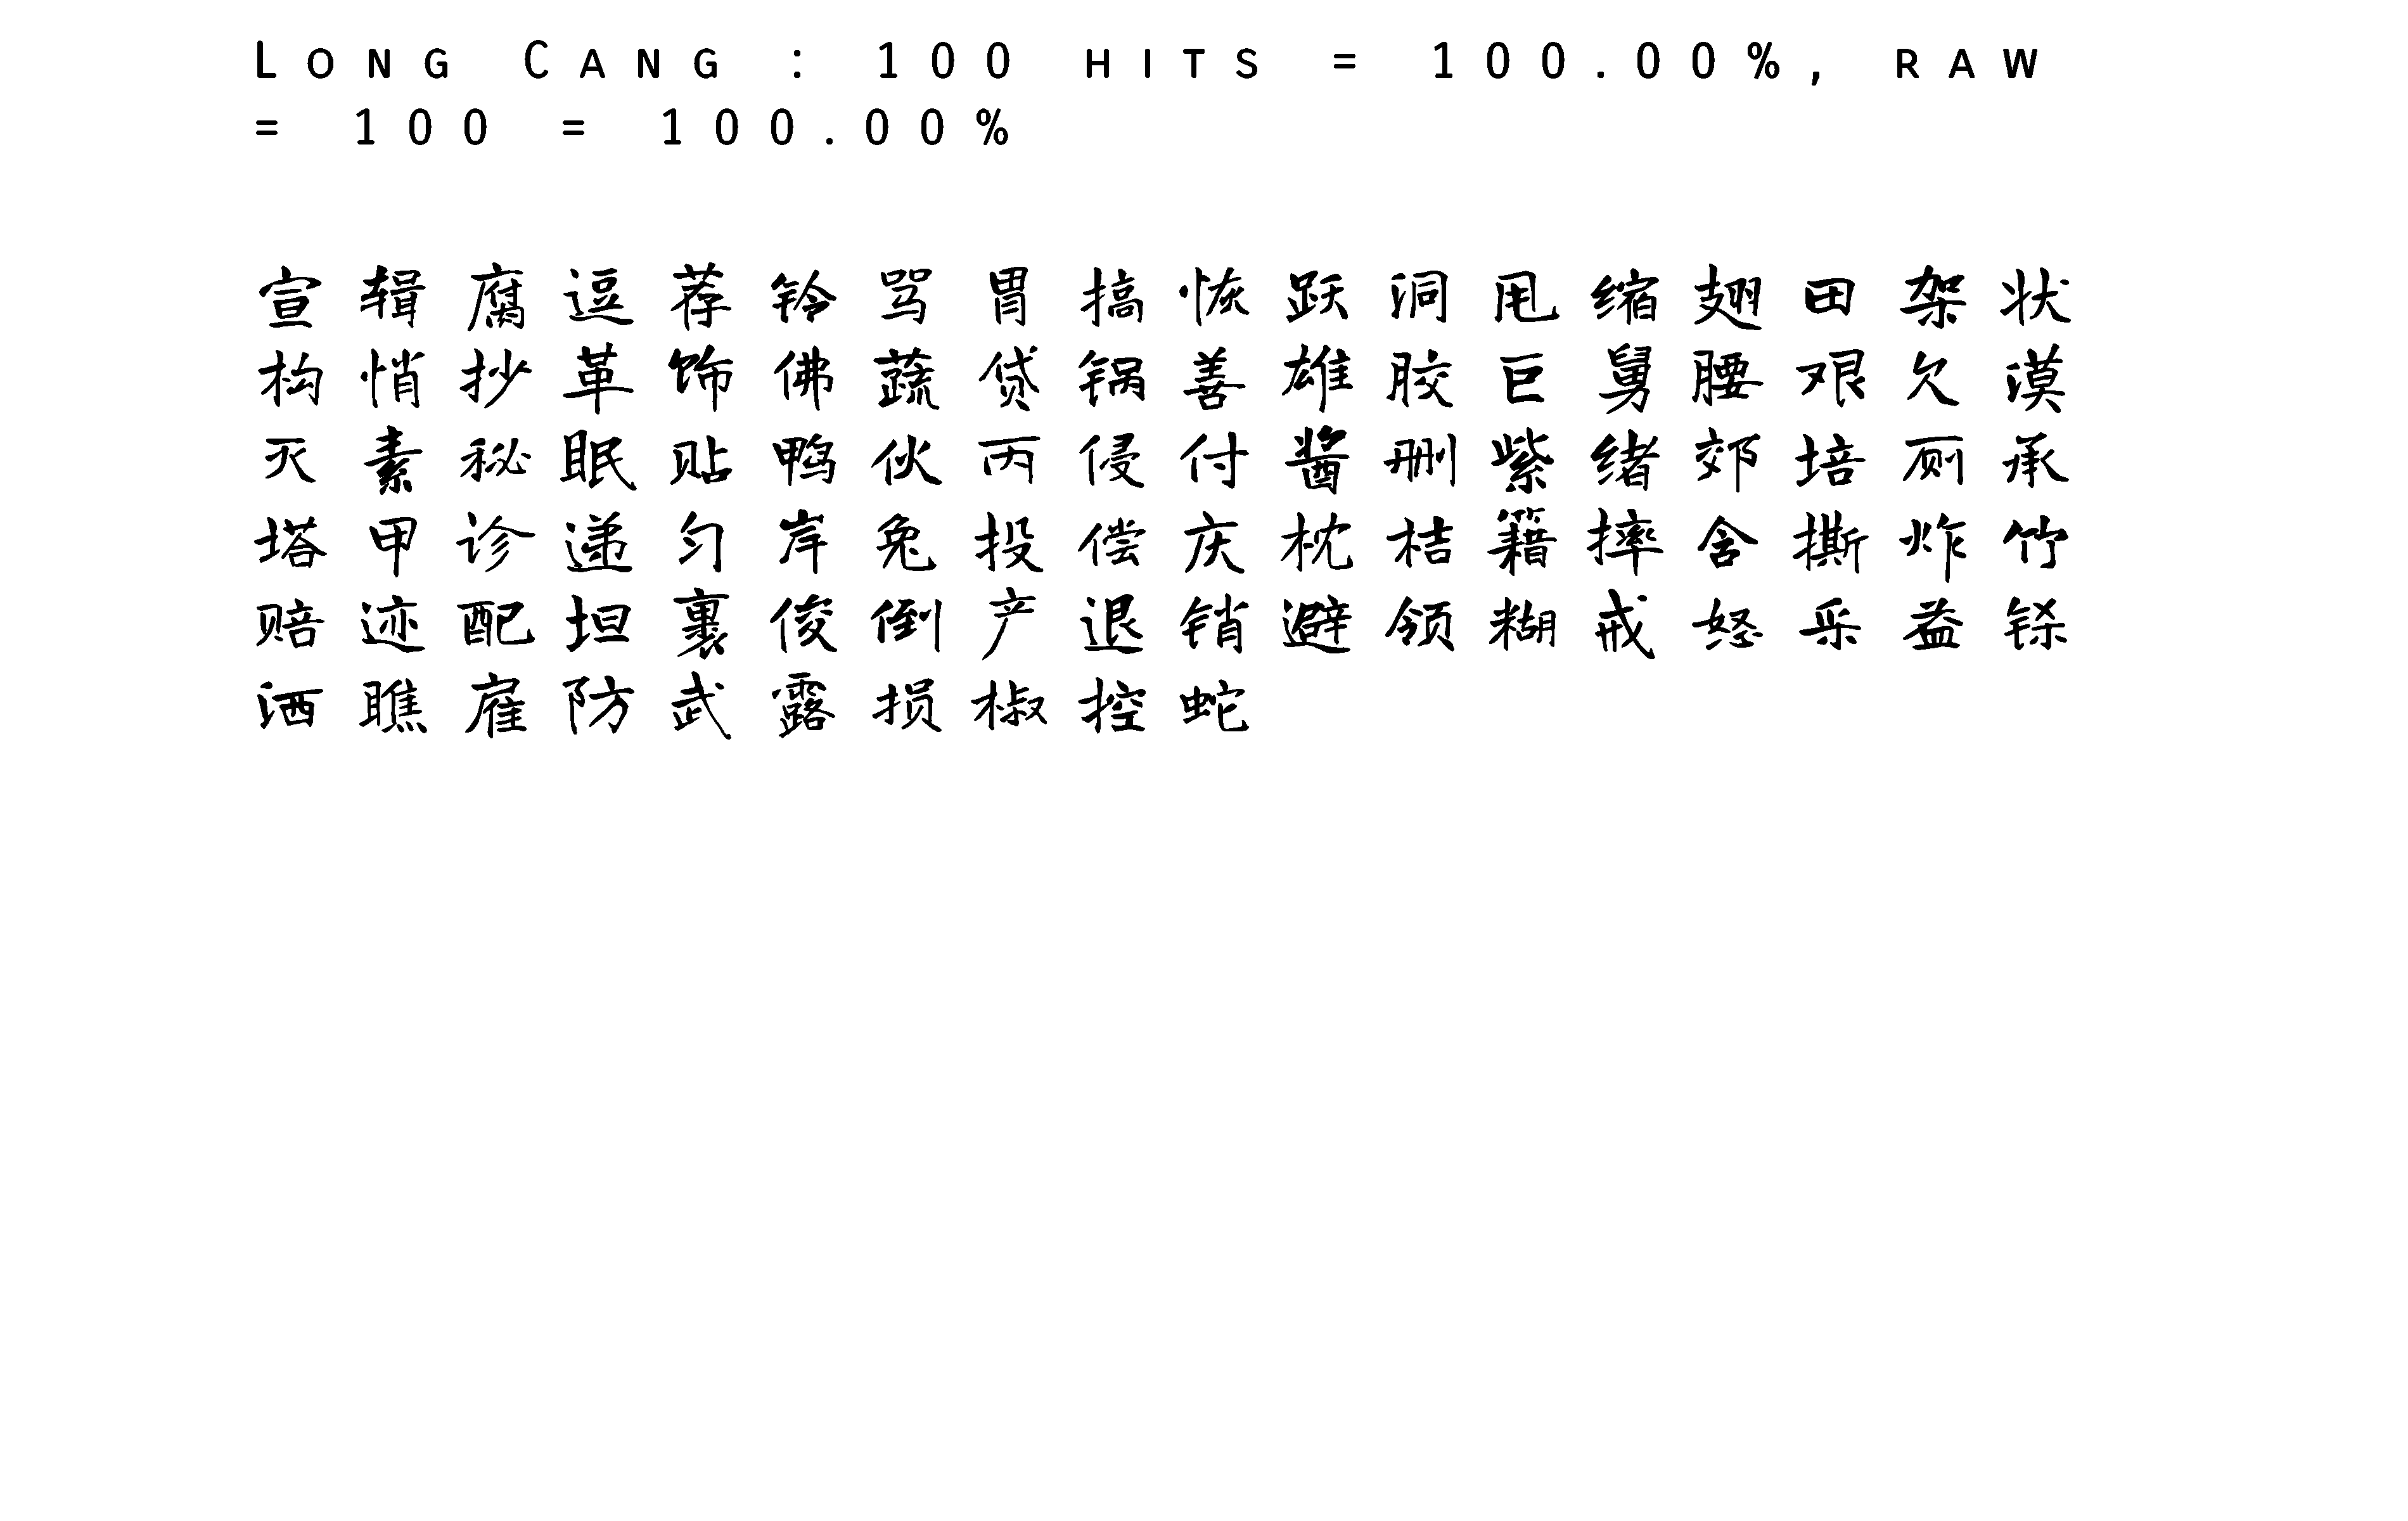 Long Cang : 100 hits = 100.00%, raw
= 100 = 100.00%
宣辑腐逗荐铃骂胃搞恢跃洞甩缩翅田架状
构悄抄革饰佛蔬贷锅善雄胶巨舅腰艰欠漠
灭素秘眠贴鸭伙丙侵付酱删紫绪郊培厕承
塔甲诊递匀岸兔投偿庆枕桔籍摔含撕炸竹
赔迹配坦裹俊倒产退销避领糊戒怒乐益铩
洒瞧雇防武露损椒控蛇